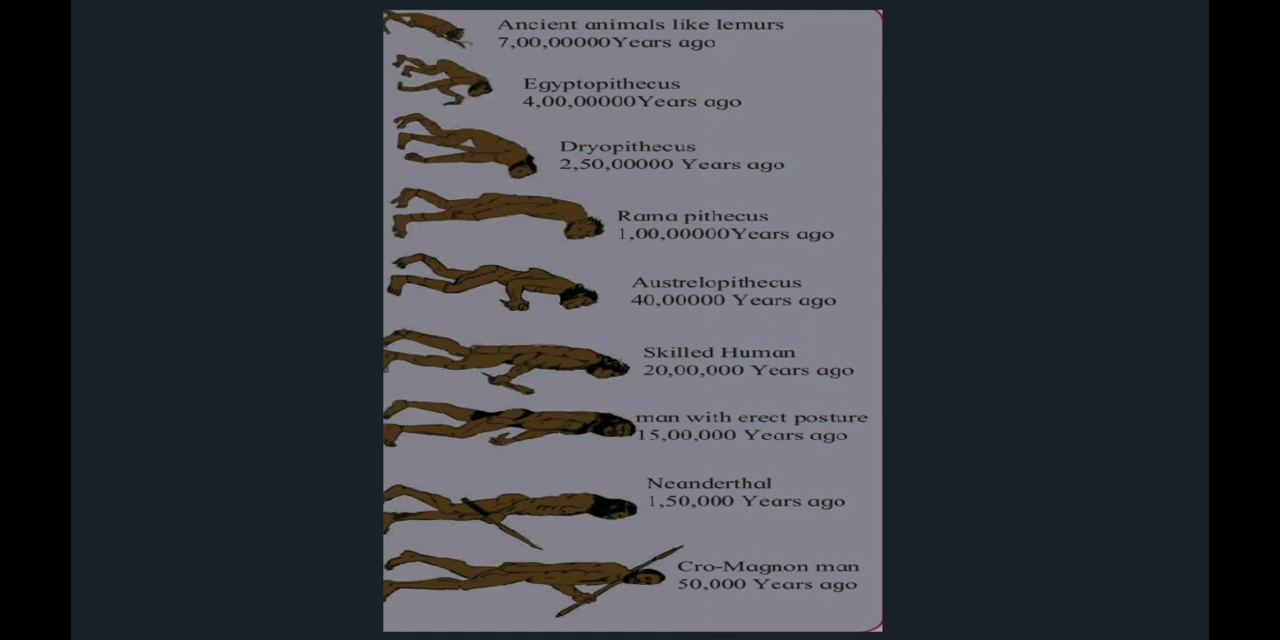 Ancient animals like lemurs
7,00,00000Years ago
Egyptopithecus
4,00,00000Years ago
Dryopithecus
2,50,00000 Years ago
Rama pithecus
1,00,00000Years ago
Austrelopithecus
40,00000 Years ago
Skilled Human
20,00,000 Years ago
man with erect posture
15,00,000 Years ago
Neanderthal
1,50,000 Years ago
Cro-Magnon man
50,000 Years ago